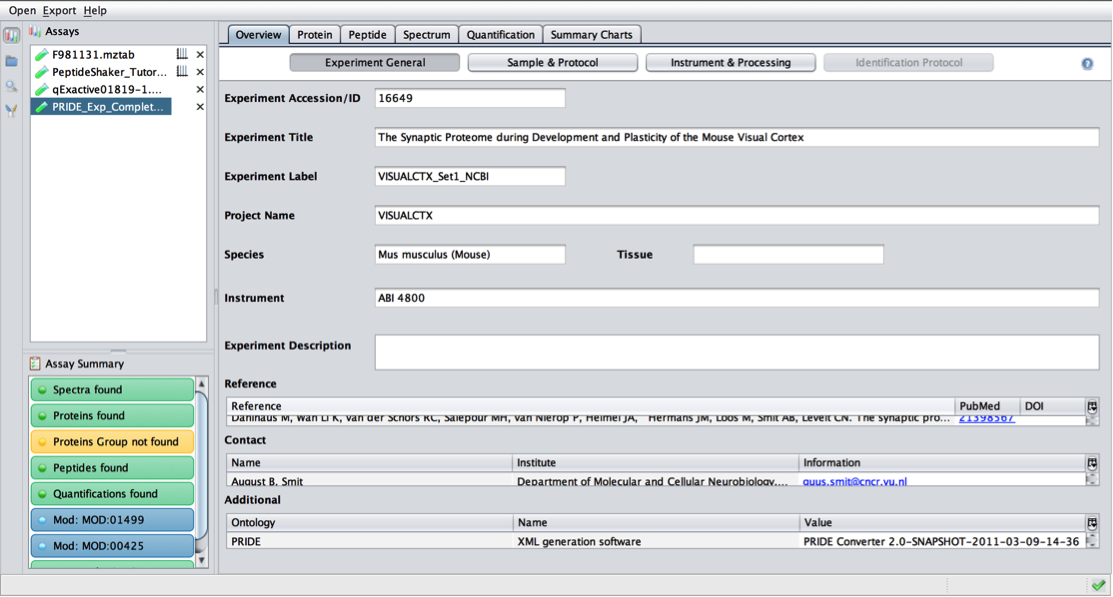 Open Export Help
Assays
F981131.mztab
PeptideShaker_Tutor...
qExactive01819-1....
PRIDE_Exp_Complet...
Assay Summary
Spectra found
Proteins found
Proteins Group not found
Peptides found
Quantifications found
Mod: MOD:01499
Mod: MOD:00425
Overview Protein Peptide Spectrum Quantification Summary Charts
Experiment General Sample & Protocol Instrument & Processing Identification Protocol ?
Experiment Accession/ID 16649
Experiment Title The Synaptic Proteome during Development and Plasticity of the Mouse Visual Cortex
Experiment Label VISUALCTX_Set1_NCBI
Project Name VISUALCTX
Species Mus musculus (Mouse) Tissue
Instrument ABI 4800
Experiment Description
Reference
Reference PubMed DOI
Dahlhaus M, Wan Li K, Van der Schors RC, Saiepour MH, van Nierop P, Heimel JA, Hermans JM, Loos M, Smit AB, Levelt CN. The synaptic pro... 21398567
Contact
Name Institute Information
August B. Smit Department of Molecular and Cellular Neurobiology,... guus.smit@cncr.vu.nl
Additional
Ontology Name Value
PRIDE XML generation software PRIDE Converter 2.0-SNAPSHOT-2011-03-09-14-36